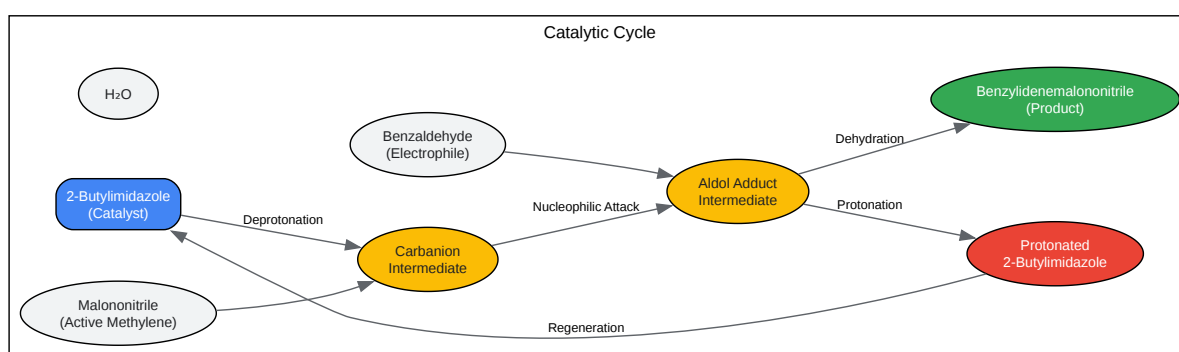 Catalytic Cycle
H₂O
Benzaldehyde
(Electrophile)
Benzylidenemalononitrile
(Product)
Dehydration
2-Butylimidazole
(Catalyst)
Deprotonation
Nucleophilic Attack
Aldol Adduct
Intermediate
Protonation
Carbanion
Intermediate
Protonated
2-Butylimidazole
Malononitrile
(Active Methylene)
Regeneration